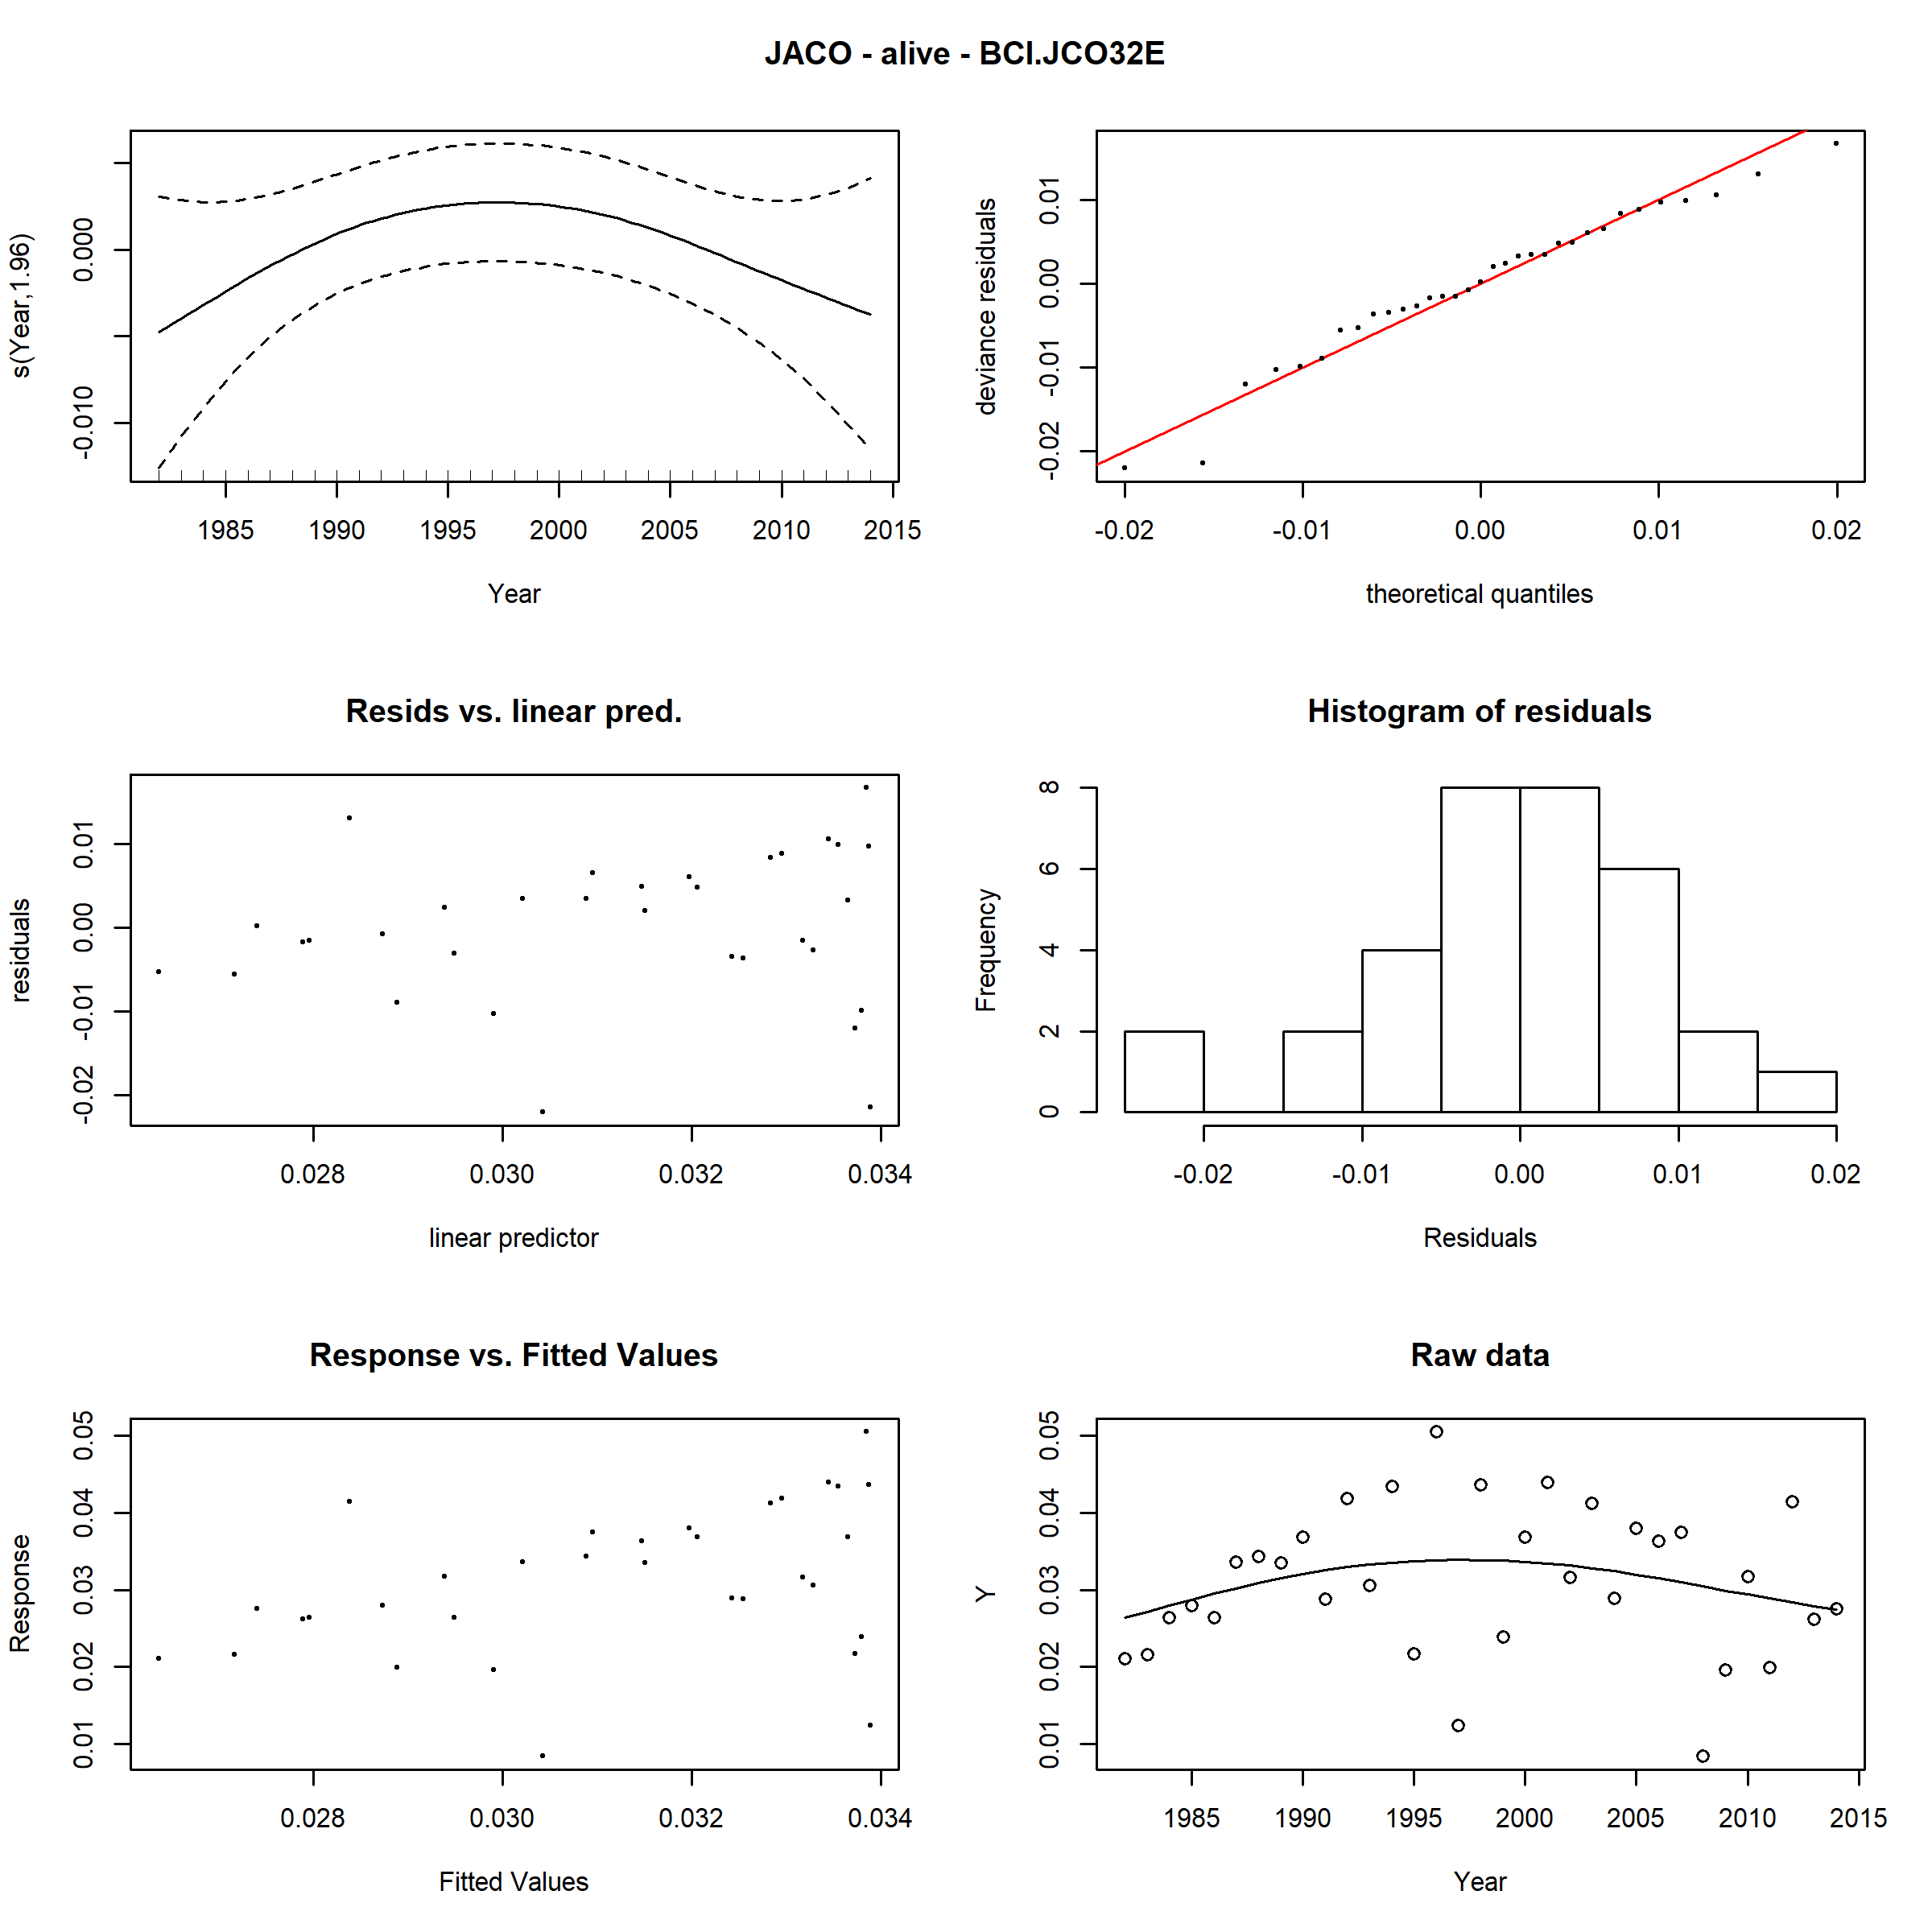 JACO - alive - BCI.JCO32E
s(Year,1.96)
0.000
-0.010
1985 1990 1995 2000 2005 2010 2015
Year
deviance residuals
0.01
0.00
-0.01
-0.02
-0.02 -0.01 0.00 0.01 0.02
theoretical quantiles
Resids vs. linear pred.
residuals
0.01
0.00
-0.01
-0.02
0.028 0.030 0.032 0.034
linear predictor
Histogram of residuals
Frequency
8
6
4
2
0
-0.02 -0.01 0.00 0.01 0.02
Residuals
Response vs. Fitted Values
Response
0.05
0.04
0.03
0.02
0.01
0.028 0.030 0.032 0.034
Fitted Values
Raw data
Y
0.05
0.04
0.03
0.02
0.01
1985 1990 1995 2000 2005 2010 2015
Year